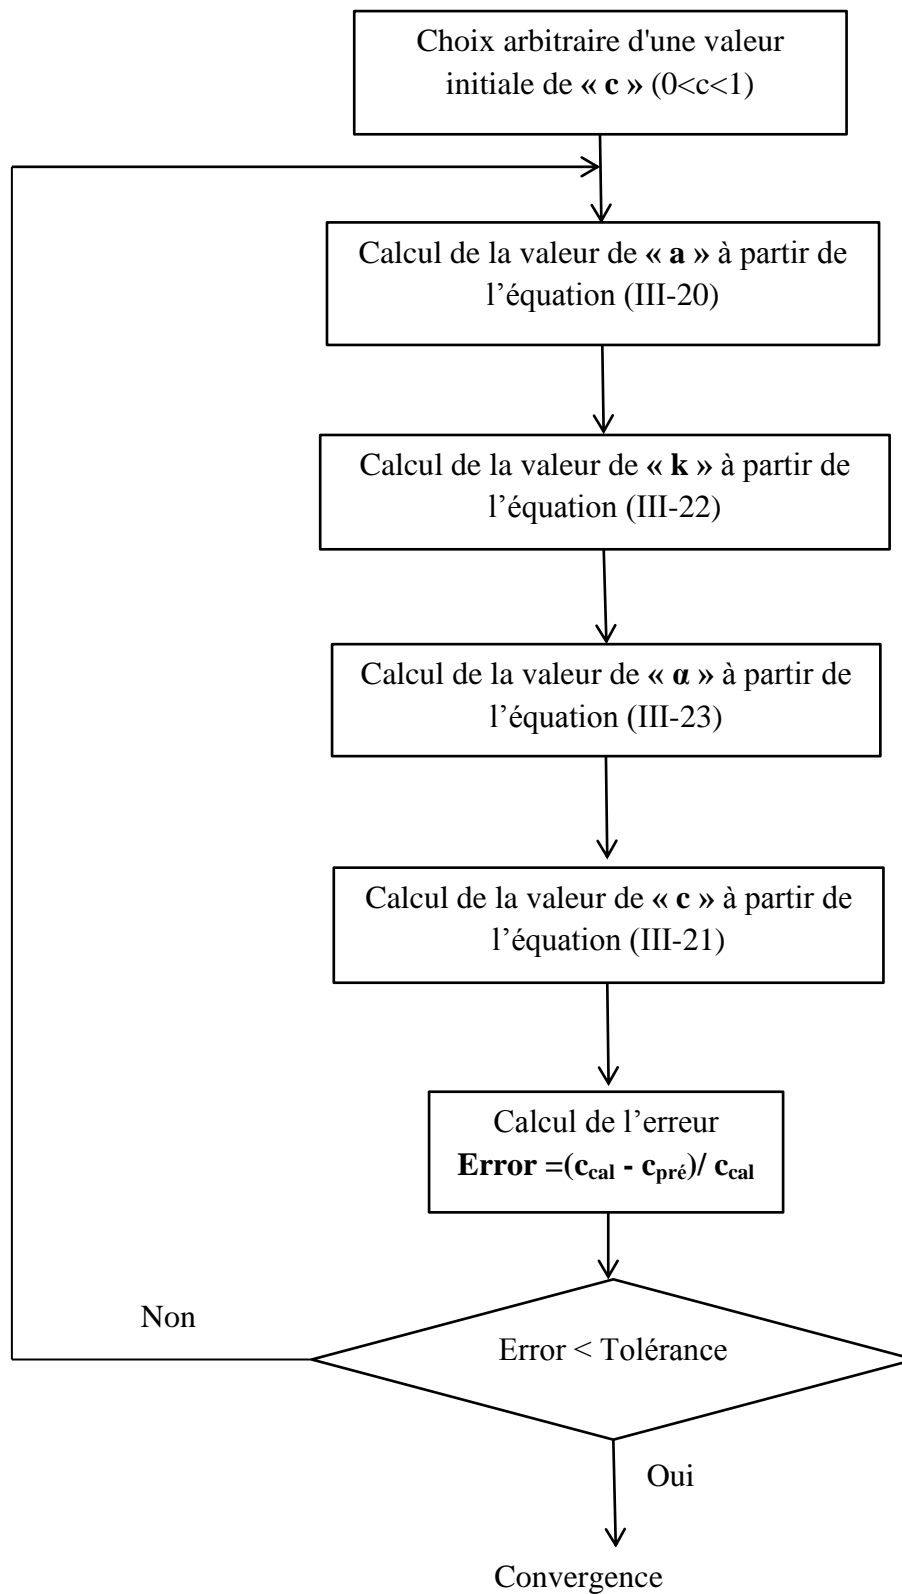 Choix arbitraire d'une valeur
initiale de « c » (0<c<1)
Calcul de la valeur de « a » à partir de
l’équation (III-20)
Calcul de la valeur de « k » à partir de
l’équation (III-22)
Calcul de la valeur de « α » à partir de
l’équation (III-23)
Calcul de la valeur de « c » à partir de
l’équation (III-21)
Calcul de l’erreur
Error =(c_cal - c_pré)/ c_cal
Non
Error < Tolérance
Oui
Convergence